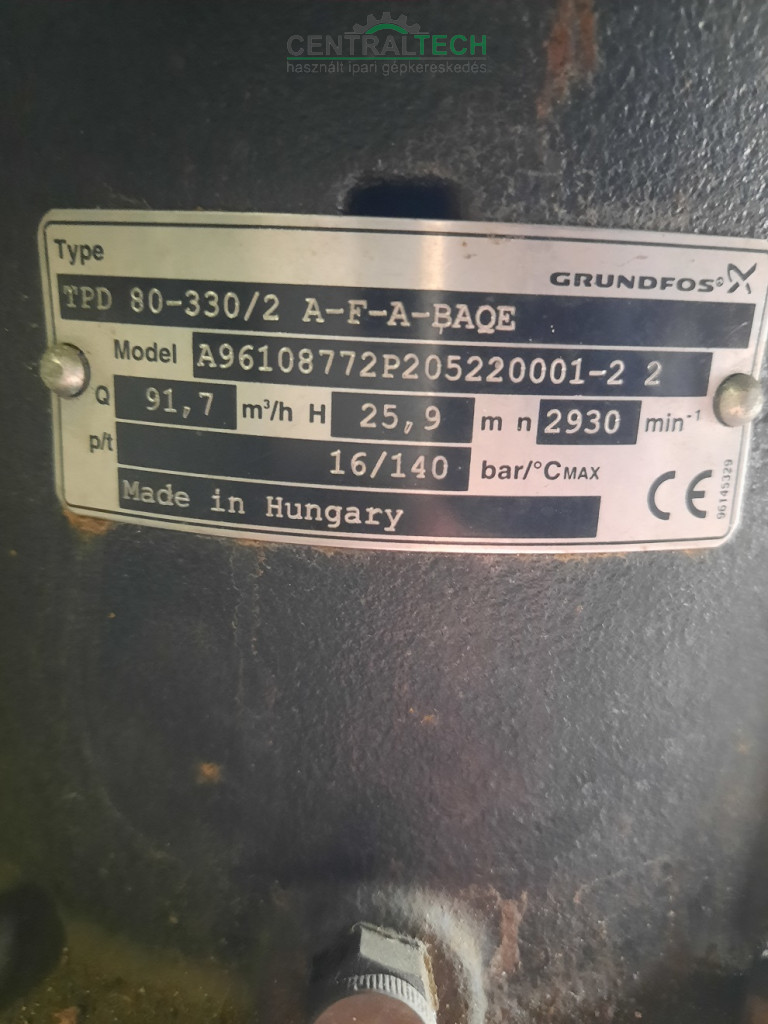 CENTRALTECH
használt ipari gépkereskedés
Type
GRUNDFOS
TPD 80-330/2 A-F-A-BAQE
Model A96108772P205220001-2 2
Q 91,7 m³/h H 25,9 m n 2930 min⁻¹
p/t 16/140 bar/°CMAX
Made in Hungary
CE
96145329